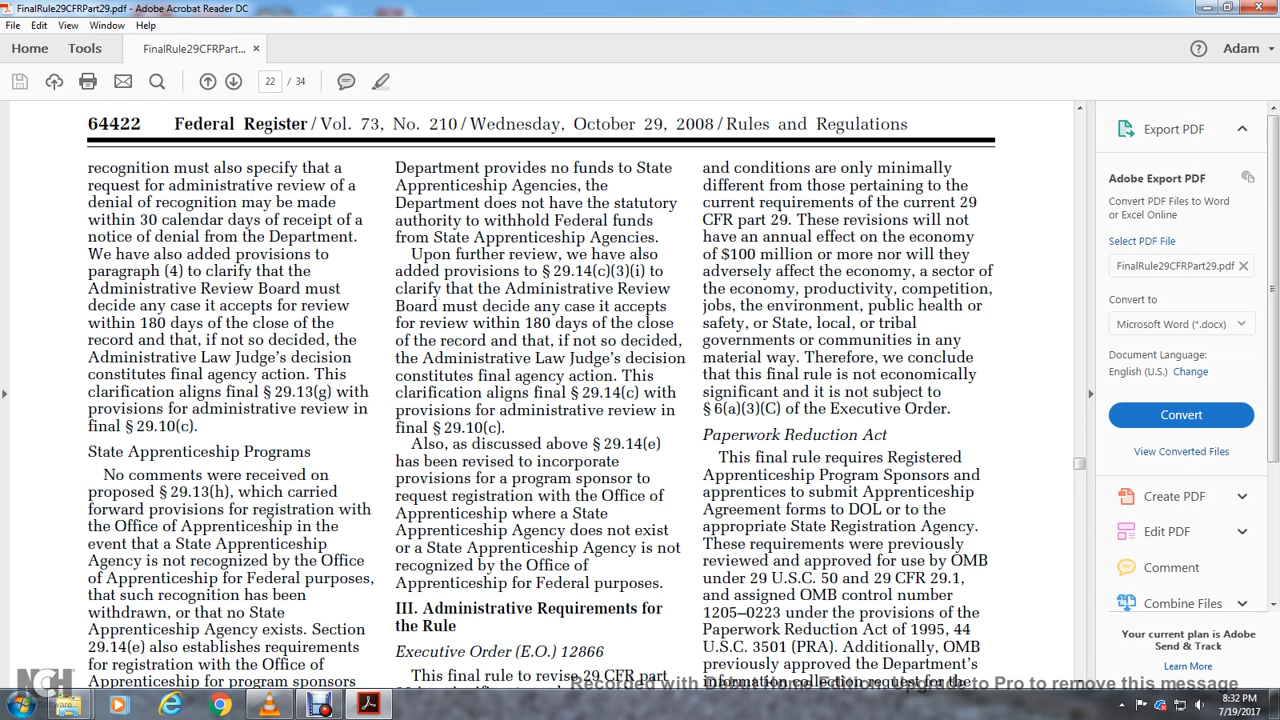 FinalRule29CFRPart29.pdf - Adobe Acrobat Reader DC
File Edit View Window Help
Home Tools FinalRule29CFRPart... × Adam
22 / 34
64422 Federal Register / Vol. 73, No. 210 / Wednesday, October 29, 2008 / Rules and Regulations
recognition must also specify that a
request for administrative review of a
denial of recognition may be made
within 30 calendar days of receipt of a
notice of denial from the Department.
We have also added provisions to
paragraph (4) to clarify that the
Administrative Review Board must
decide any case it accepts for review
within 180 days of the close of the
record and that, if not so decided, the
Administrative Law Judge's decision
constitutes final agency action. This
clarification aligns final § 29.13(g) with
provisions for administrative review in
final § 29.10(c).
State Apprenticeship Programs
No comments were received on
proposed § 29.13(h), which carried
forward provisions for registration with
the Office of Apprenticeship in the
event that a State Apprenticeship
Agency is not recognized by the Office
of Apprenticeship for Federal purposes,
that such recognition has been
withdrawn, or that no State
Apprenticeship Agency exists. Section
29.14(e) also establishes requirements
for registration with the Office of
Apprenticeship for program sponsors
Department provides no funds to State
Apprenticeship Agencies, the
Department does not have the statutory
authority to withhold Federal funds
from State Apprenticeship Agencies.
Upon further review, we have also
added provisions to § 29.14(c)(3)(i) to
clarify that the Administrative Review
Board must decide any case it accepts
for review within 180 days of the close
of the record and that, if not so decided,
the Administrative Law Judge's decision
constitutes final agency action. This
clarification aligns final § 29.14(c) with
provisions for administrative review in
final § 29.10(c).
Also, as discussed above § 29.14(e)
has been revised to incorporate
provisions for a program sponsor to
request registration with the Office of
Apprenticeship where a State
Apprenticeship Agency does not exist
or a State Apprenticeship Agency is not
recognized by the Office of
Apprenticeship for Federal purposes.
III. Administrative Requirements for
the Rule
Executive Order (E.O.) 12866
This final rule to revise 29 CFR part
and conditions are only minimally
different from those pertaining to the
current requirements of the current 29
CFR part 29. These revisions will not
have an annual effect on the economy
of $100 million or more nor will they
adversely affect the economy, a sector of
the economy, productivity, competition,
jobs, the environment, public health or
safety, or State, local, or tribal
governments or communities in any
material way. Therefore, we conclude
that this final rule is not economically
significant and it is not subject to
§ 6(a)(3)(C) of the Executive Order.
Paperwork Reduction Act
This final rule requires Registered
Apprenticeship Program Sponsors and
apprentices to submit Apprenticeship
Agreement forms to DOL or to the
appropriate State Registration Agency.
These requirements were previously
reviewed and approved for use by OMB
under 29 U.S.C. 50 and 29 CFR 29.1,
and assigned OMB control number
1205–0223 under the provisions of the
Paperwork Reduction Act of 1995, 44
U.S.C. 3501 (PRA). Additionally, OMB
previously approved the Department's
information collection request for the
Export PDF
Adobe Export PDF
Convert PDF Files to Word
or Excel Online
Select PDF File
FinalRule29CFRPart29.pdf ×
Convert to
Microsoft Word (*.docx)
Document Language:
English (U.S.) Change
Convert
View Converted Files
Create PDF
Edit PDF
Comment
Combine Files
Your current plan is Adobe
Send & Track
Learn More
NCH
Software
Recorded with Debut Home Edition. Upgrade to Pro to remove this message
8:32 PM
7/19/2017